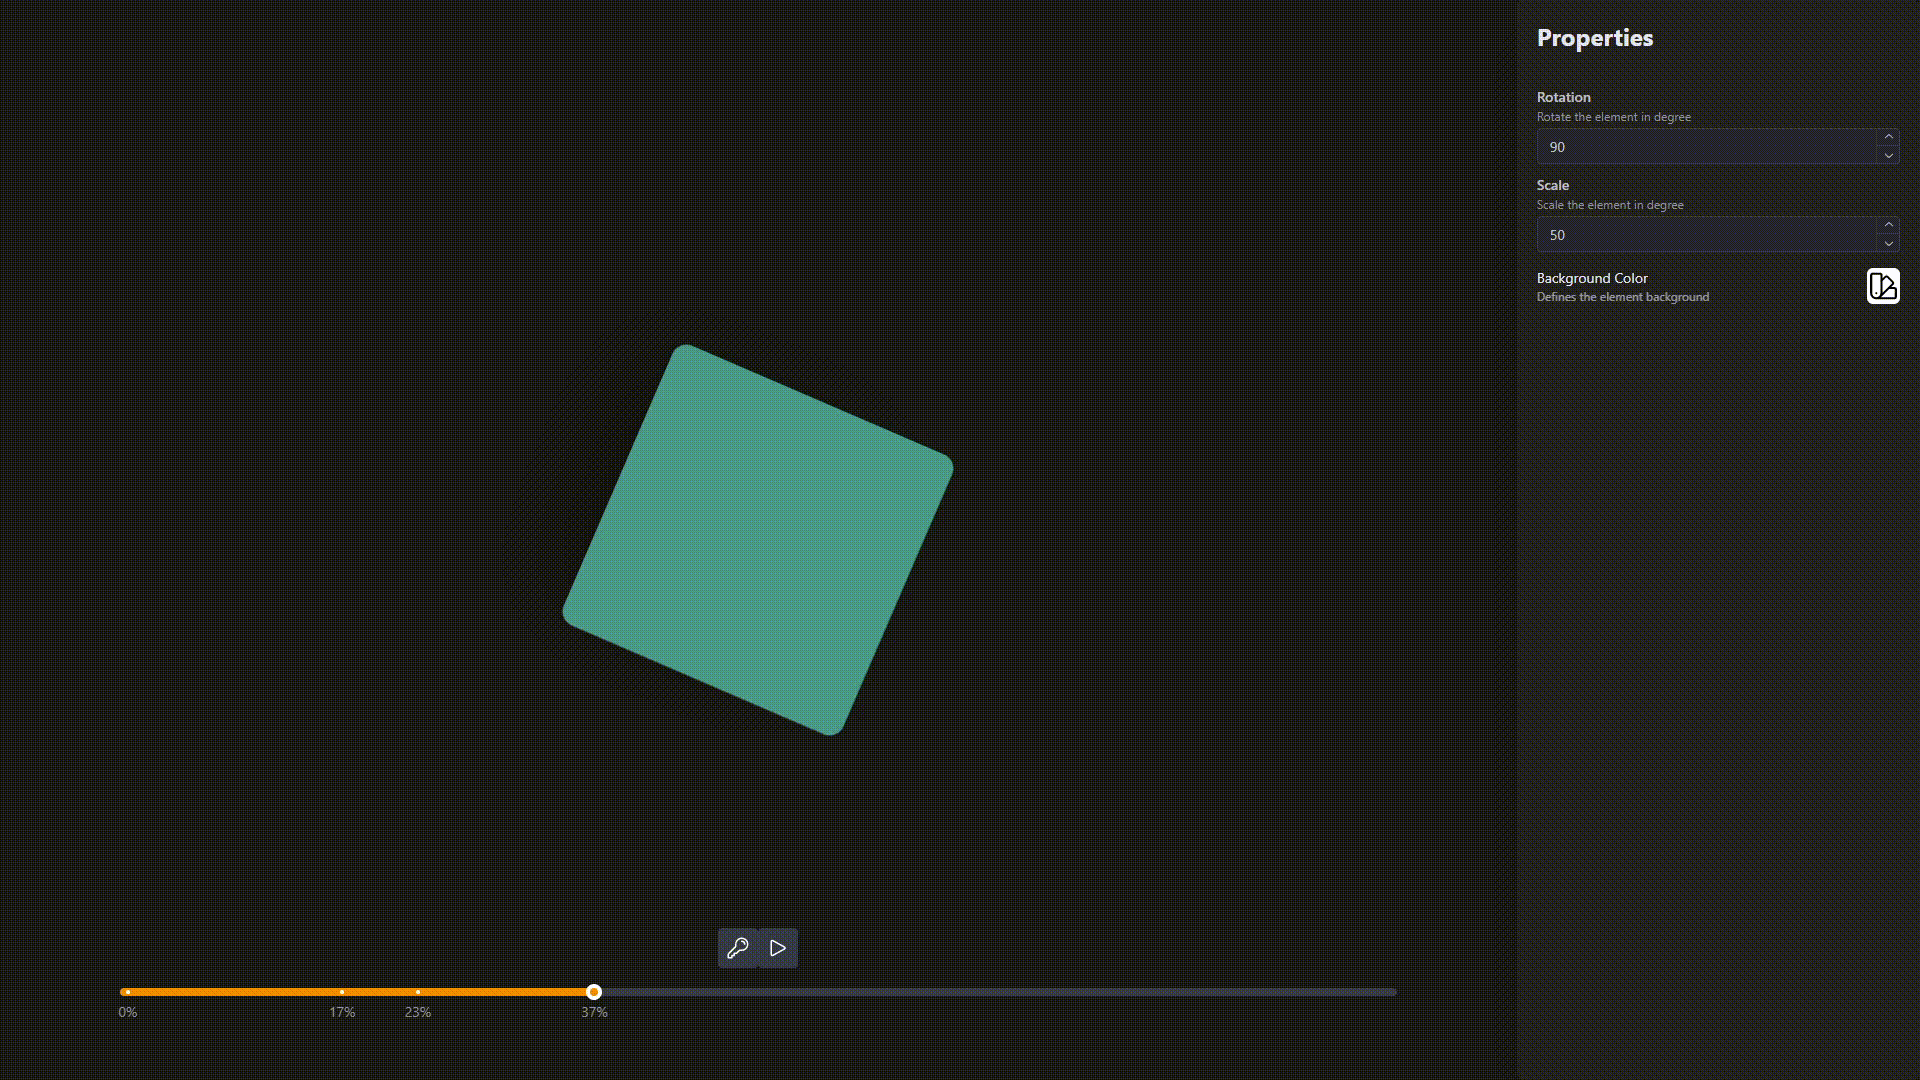 Properties
Rotation
Rotate the element in degree
90
Scale
Scale the element in degree
50
Background Color
Defines the element background
0%
17%
23%
37%